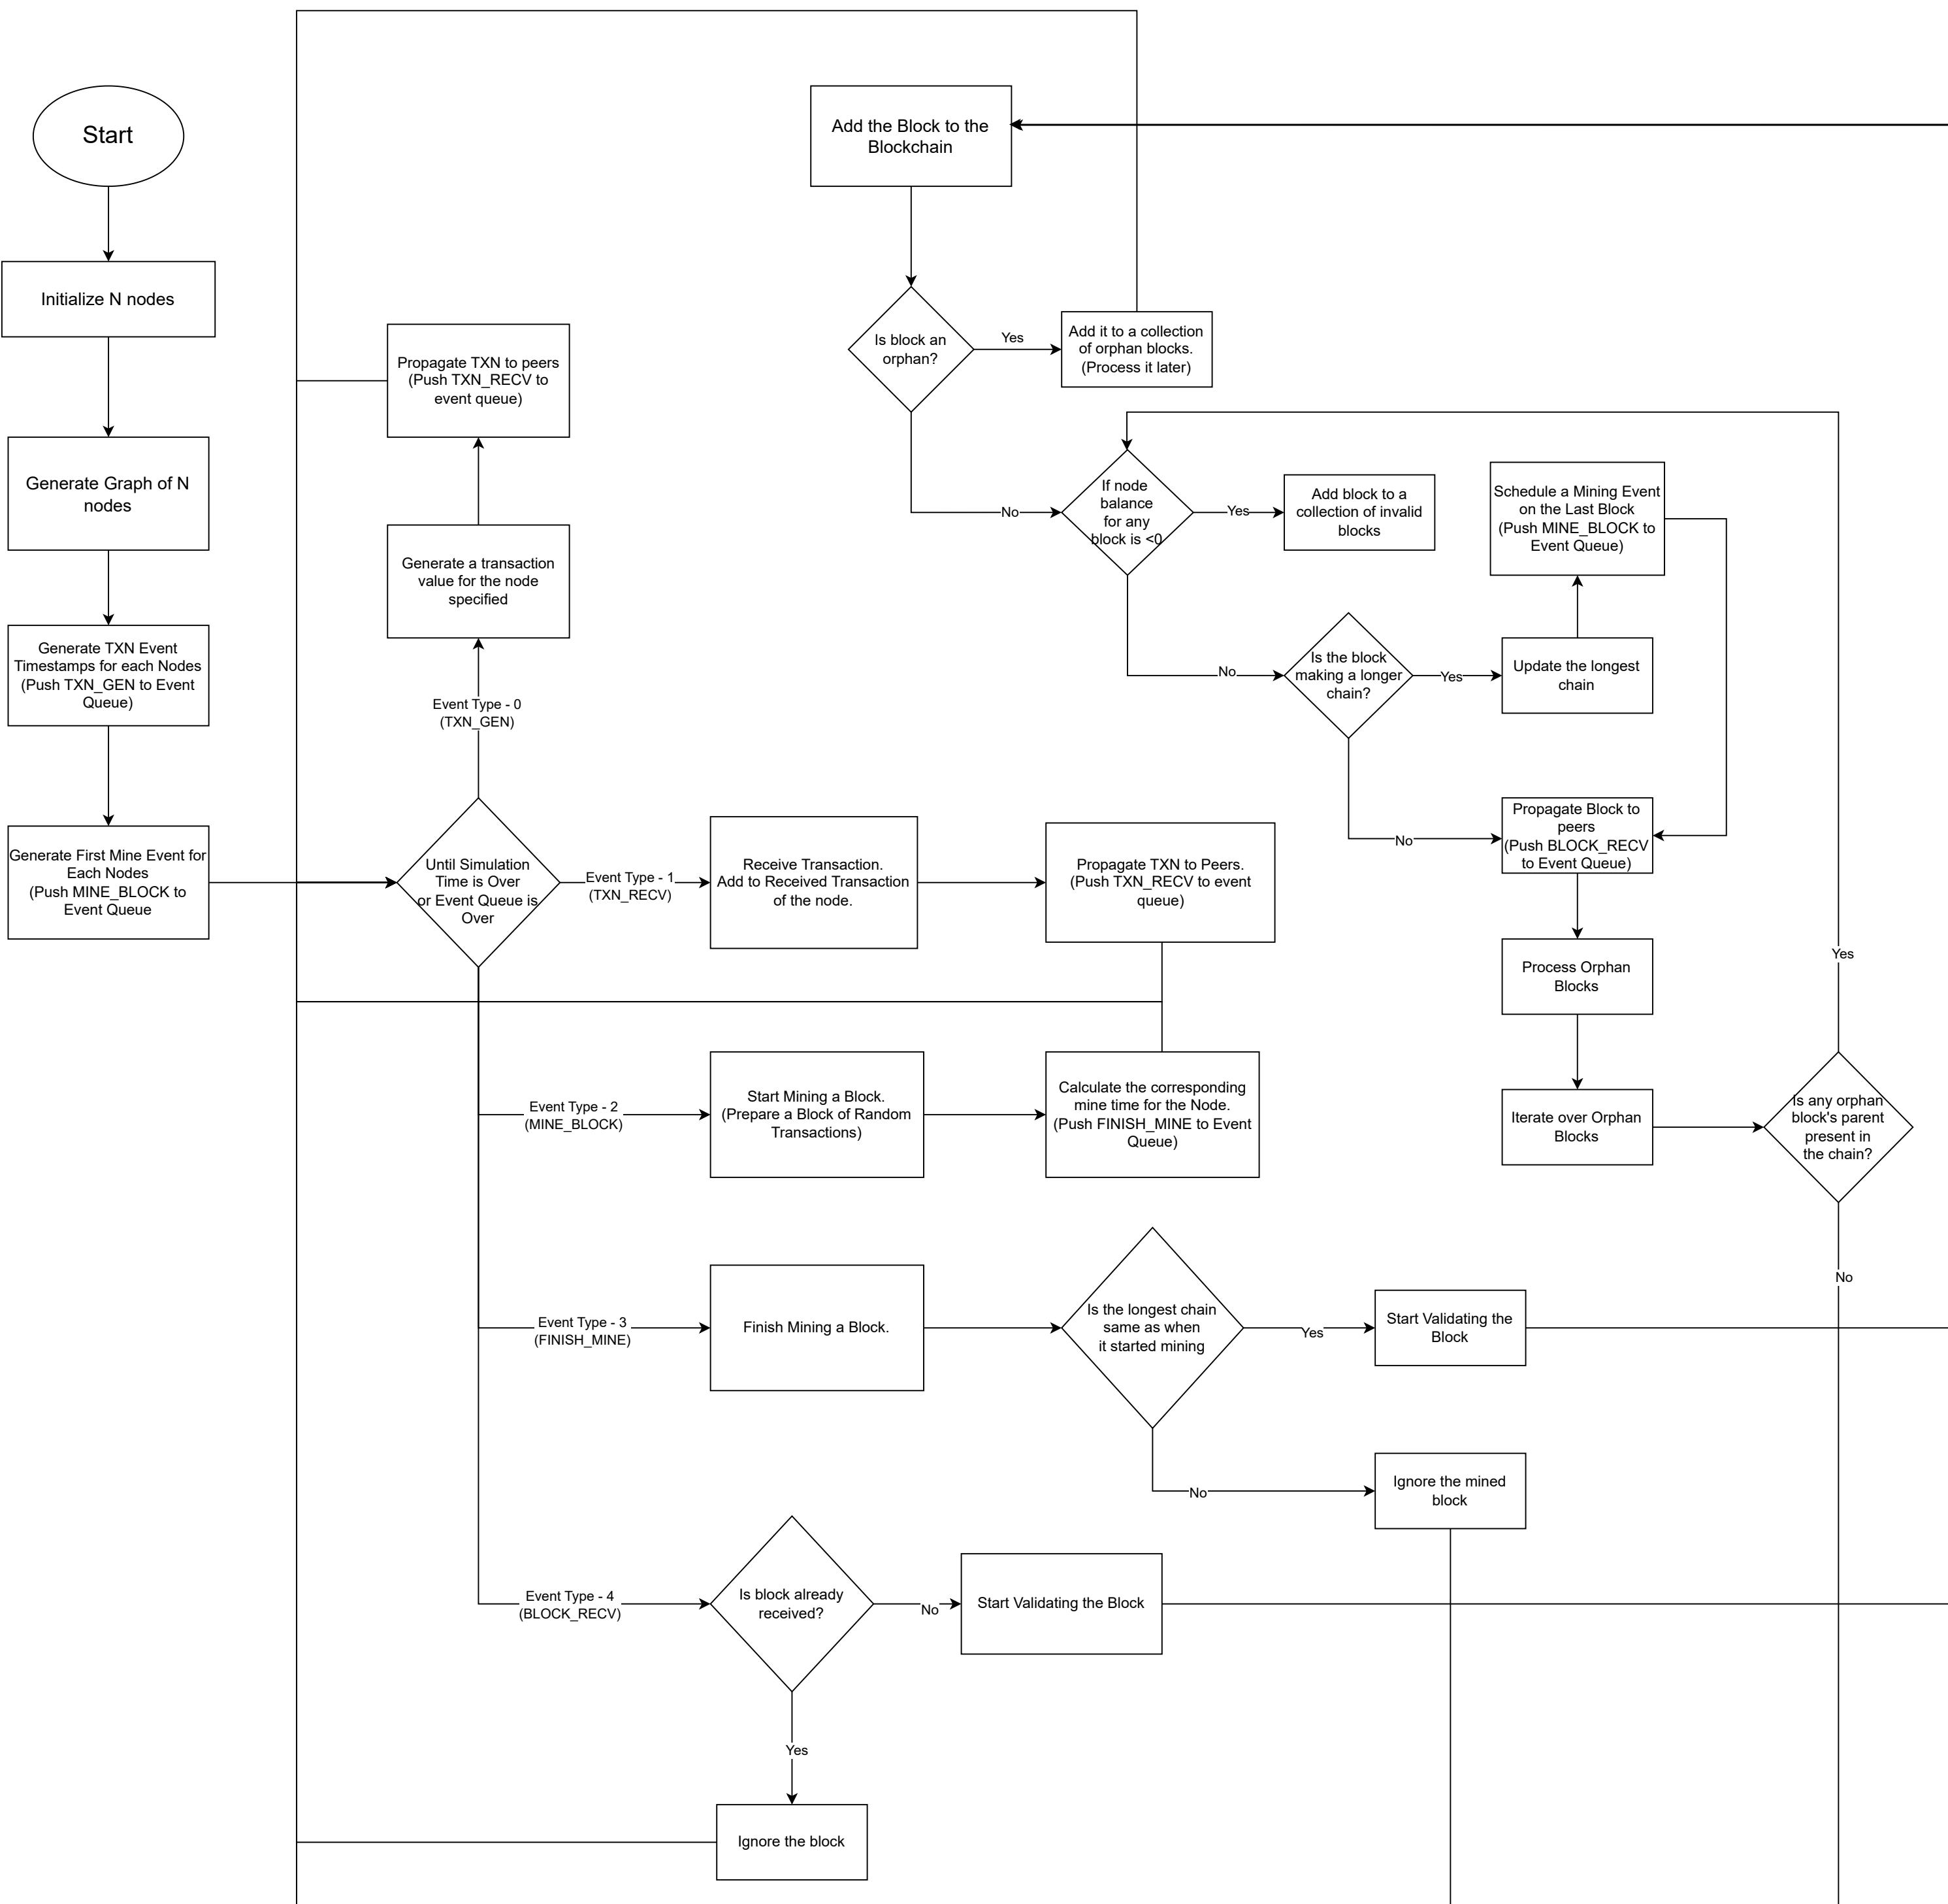 Start
Initialize N nodes
Generate Graph of N
nodes
Generate TXN Event
Timestamps for each Nodes
(Push TXN_GEN to Event
Queue)
Generate First Mine Event for
Each Nodes
(Push MINE_BLOCK to
Event Queue
Propagate TXN to peers
(Push TXN_RECV to
event queue)
Generate a transaction
value for the node
specified
Event Type - 0
(TXN_GEN)
Until Simulation
Time is Over
or Event Queue is
Over
Event Type - 1
(TXN_RECV)
Receive Transaction.
Add to Received Transaction
of the node.
Propagate TXN to Peers.
(Push TXN_RECV to event
queue)
Event Type - 2
(MINE_BLOCK)
Start Mining a Block.
(Prepare a Block of Random
Transactions)
Calculate the corresponding
mine time for the Node.
(Push FINISH_MINE to Event
Queue)
Event Type - 3
(FINISH_MINE)
Finish Mining a Block.
Is the longest chain
same as when
it started mining
Yes
Start Validating the
Block
No
Ignore the mined
block
Event Type - 4
(BLOCK_RECV)
Is block already
received?
No
Start Validating the Block
Yes
Ignore the block
Add the Block to the
Blockchain
Is block an
orphan?
Yes
Add it to a collection
of orphan blocks.
(Process it later)
No
If node
balance
for any
block is <0
Yes
Add block to a
collection of invalid
blocks
No
Is the block
making a longer
chain?
Yes
Update the longest
chain
Schedule a Mining Event
on the Last Block
(Push MINE_BLOCK to
Event Queue)
No
Propagate Block to
peers
(Push BLOCK_RECV
to Event Queue)
Process Orphan
Blocks
Iterate over Orphan
Blocks
Is any orphan
block's parent
present in
the chain?
Yes
No